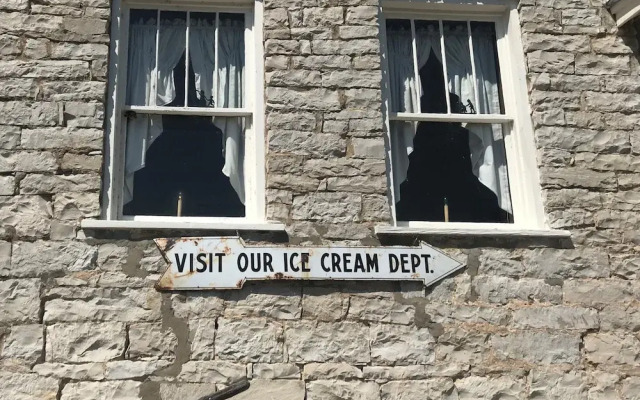 VISIT OUR ICE CREAM DEPT.